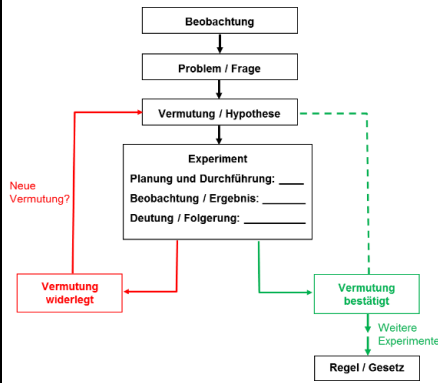 Beobachtung
Problem / Frage
Vermutung / Hypothese
Experiment
Planung und Durchführung: ____
Beobachtung / Ergebnis: _______
Deutung / Folgerung: __________
Neue
Vermutung?
Vermutung
widerlegt
Vermutung
bestätigt
Weitere
Experimente
Regel / Gesetz